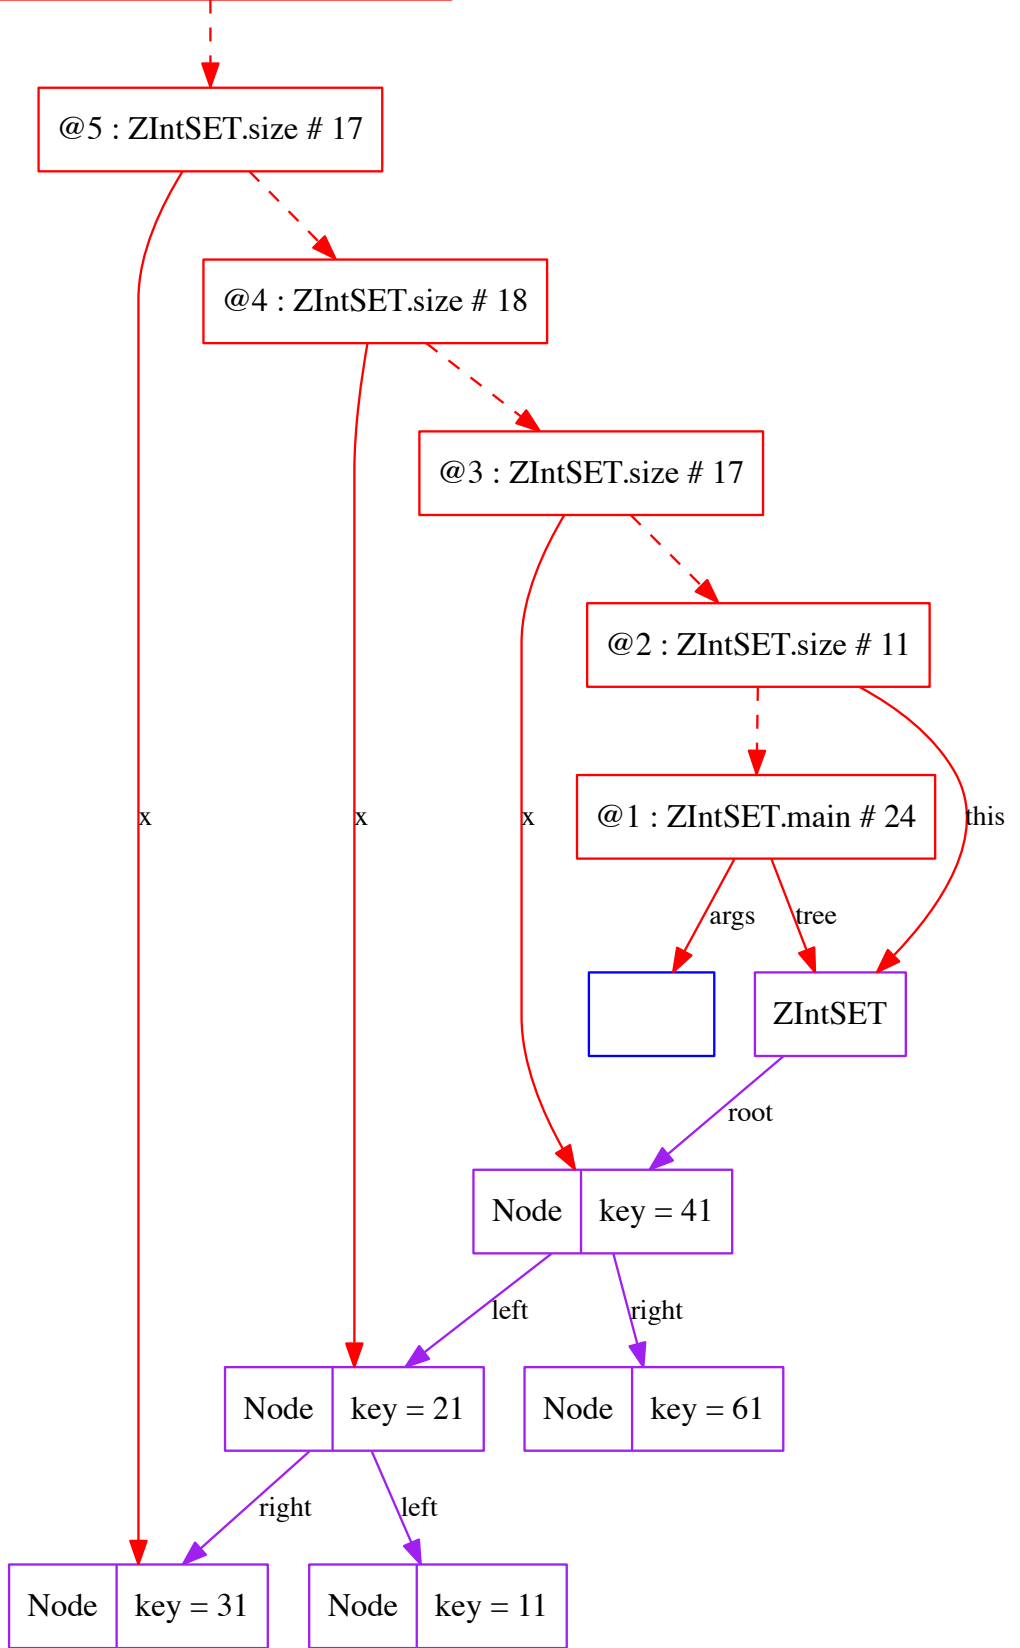 @5 : ZIntSET.size # 17
@4 : ZIntSET.size # 18
@3 : ZIntSET.size # 17
@2 : ZIntSET.size # 11
x
x
x
@1 : ZIntSET.main # 24
this
args
tree
ZIntSET
root
Node
key = 41
left
right
Node
key = 21
Node
key = 61
right
left
Node
key = 31
Node
key = 11